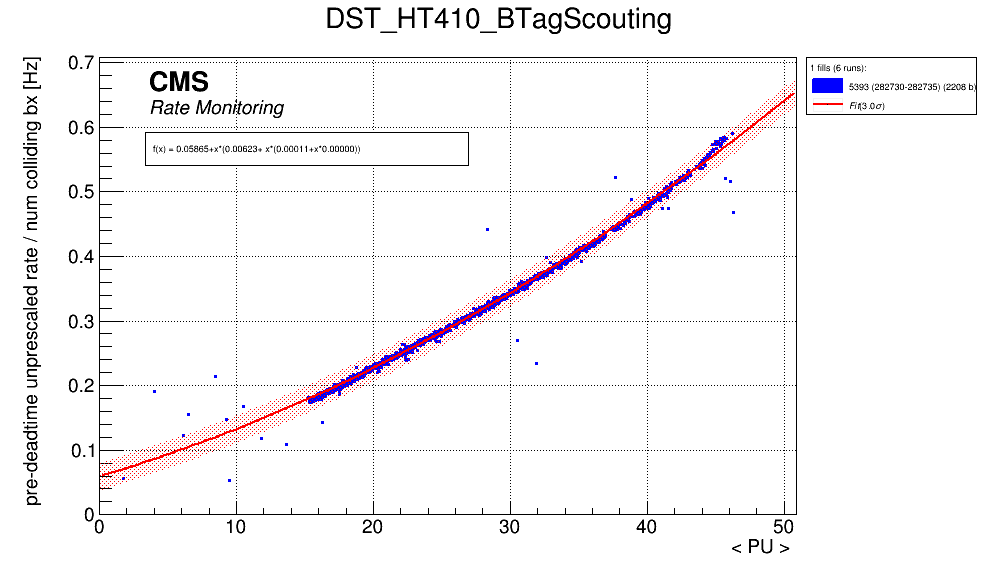 DST_HT410_BTagScouting
pre-deadtime unprescaled rate / num colliding bx [Hz]
CMS
Rate Monitoring
f(x) = 0.05865+x*(0.00623+ x*(0.00011+x*0.00000))
0.7
0.6
0.5
0.4
0.3
0.2
0.1
0
0 10 20 30 40 50
< PU >
1 fills (6 runs):
5393 (282730-282735) (2208 b)
Fit(3.0σ)